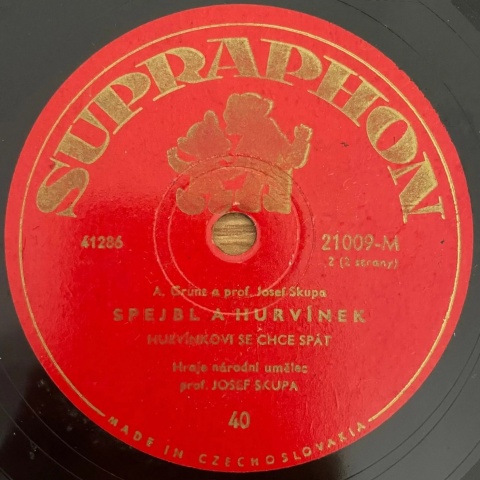 SUPRAPHON
41286
21009-M
2 (2 strany)
A. Gruns a prof. Josef Skupa
SPEJBL A HURVÍNEK
HURVÍNKOVI SE CHCE SPÁT
Hraje národní umělec
prof. JOSEF SKUPA
40
MADE IN CZECHOSLOVAKIA